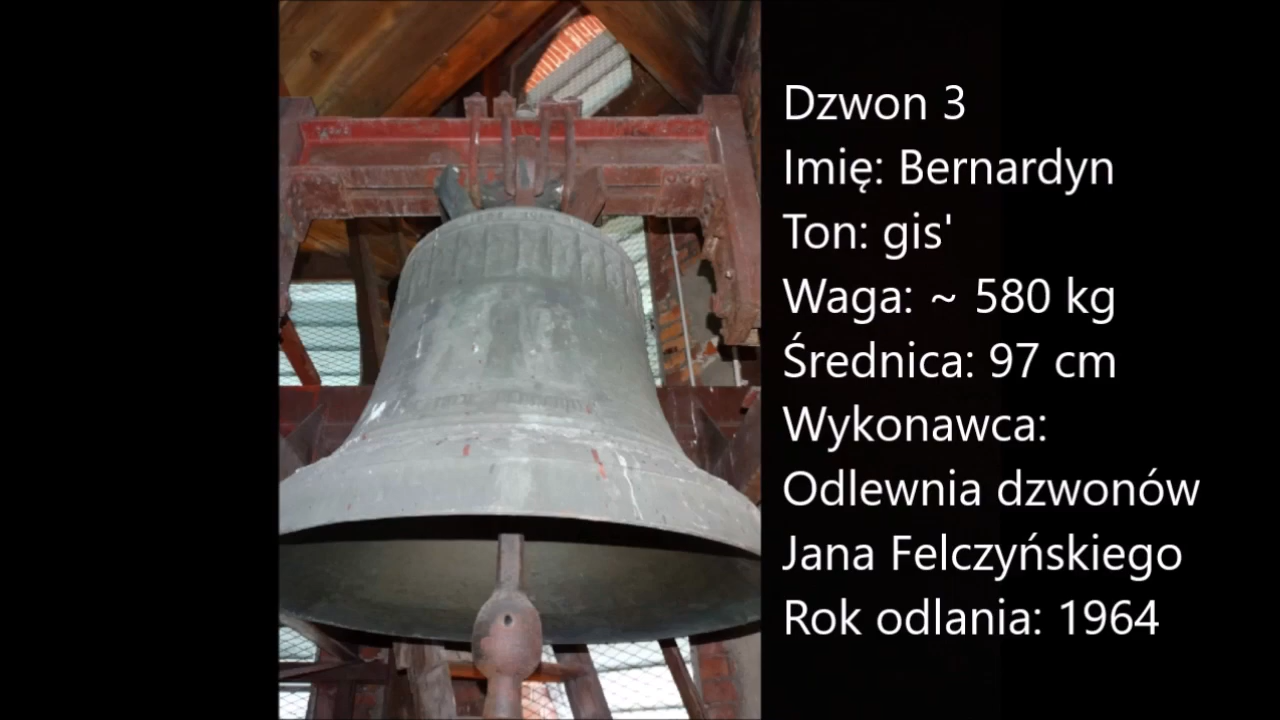 Dzwon 3
Imię: Bernardyn
Ton: gis'
Waga: ~ 580 kg
Średnica: 97 cm
Wykonawca:
Odlewnia dzwonów
Jana Felczyńskiego
Rok odlania: 1964